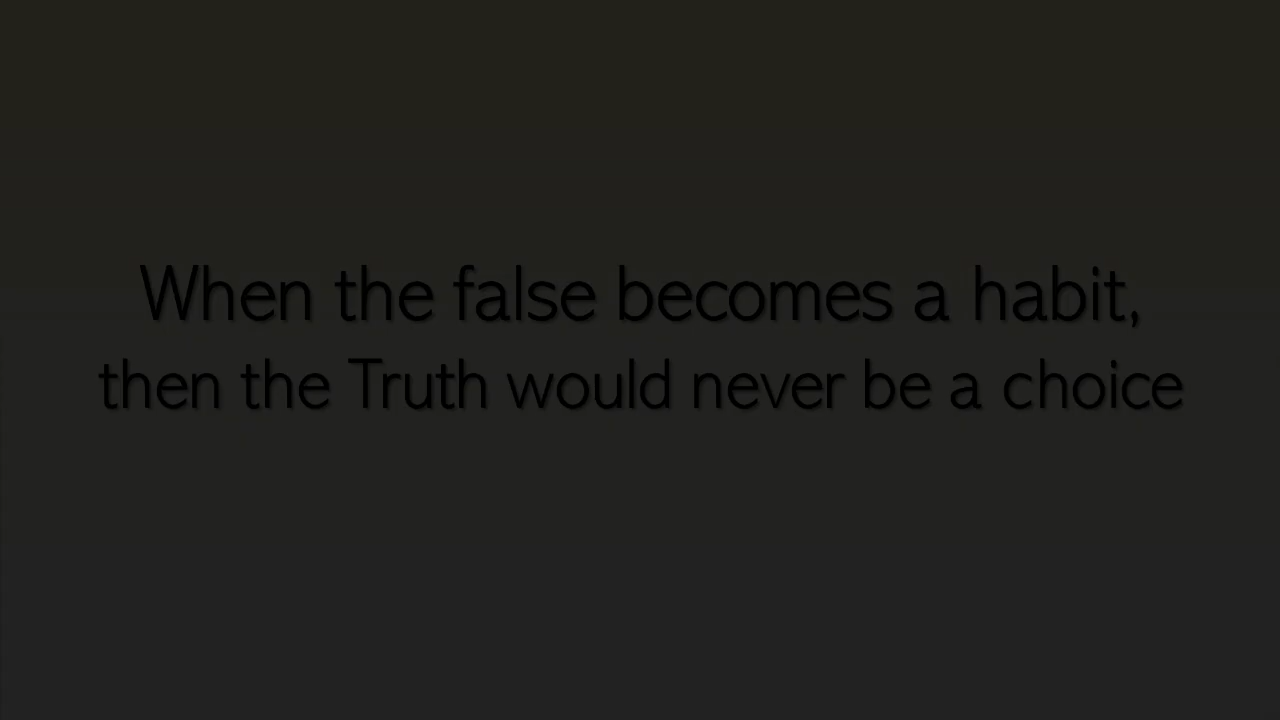 When the false becomes a habit,
then the Truth would never be a choice